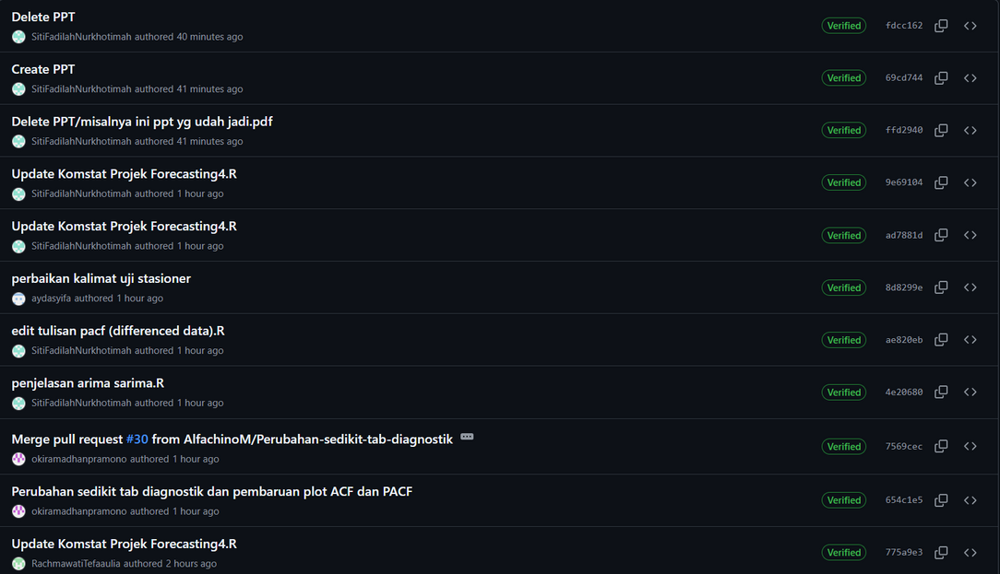 Delete PPT
SitiFadilahNurkhotimah authored 40 minutes ago
Verified
fdcc162
Create PPT
SitiFadilahNurkhotimah authored 41 minutes ago
Verified
69cd744
Delete PPT/misalnya ini ppt yg udah jadi.pdf
SitiFadilahNurkhotimah authored 41 minutes ago
Verified
ffd2940
Update Komstat Projek Forecasting4.R
SitiFadilahNurkhotimah authored 1 hour ago
Verified
9e69104
Update Komstat Projek Forecasting4.R
SitiFadilahNurkhotimah authored 1 hour ago
Verified
ad7881d
perbaikan kalimat uji stasioner
aydasyifa authored 1 hour ago
Verified
8d8299e
edit tulisan pacf (differenced data).R
SitiFadilahNurkhotimah authored 1 hour ago
Verified
ae820eb
penjelasan arima sarima.R
SitiFadilahNurkhotimah authored 1 hour ago
Verified
4e20680
Merge pull request #30 from AlfachinoM/Perubahan-sedikit-tab-diagnostik
okiramadhanpramono authored 1 hour ago
Verified
7569cec
Perubahan sedikit tab diagnostik dan pembaruan plot ACF dan PACF
okiramadhanpramono authored 1 hour ago
Verified
654c1e5
Update Komstat Projek Forecasting4.R
RachmawatiTefaaulia authored 2 hours ago
Verified
775a9e3